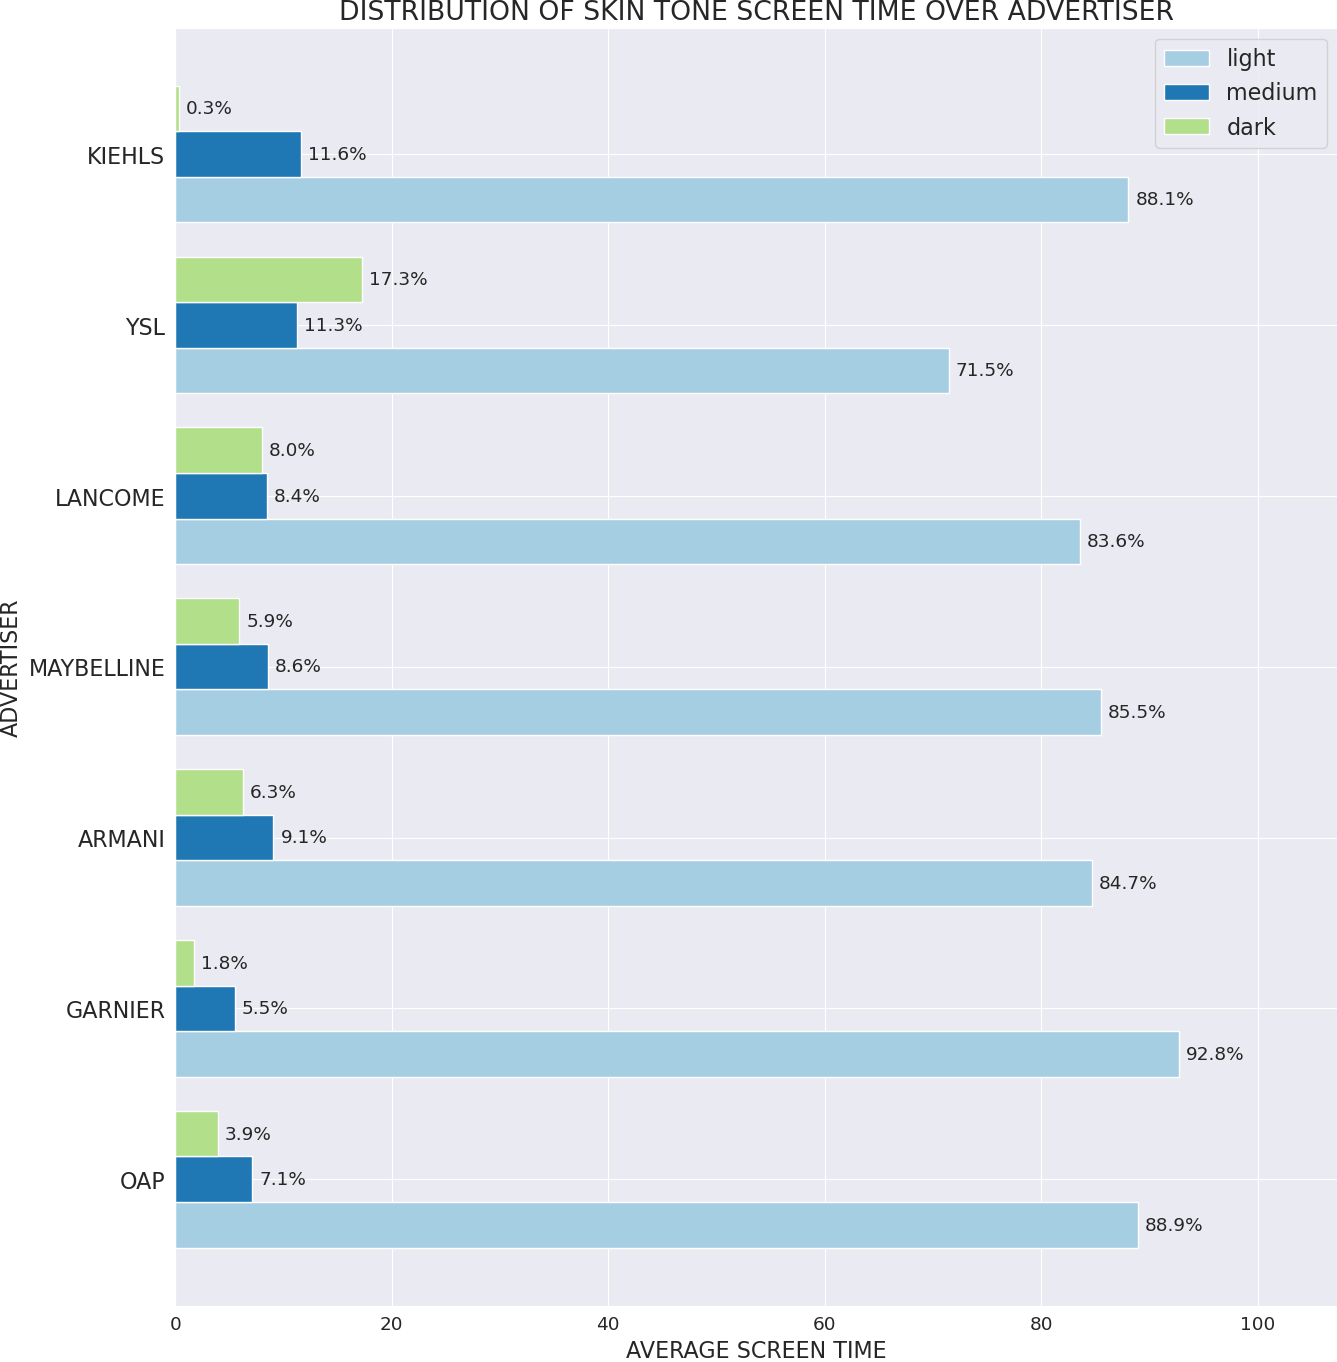 DISTRIBUTION OF SKIN TONE SCREEN TIME OVER ADVERTISER
light
medium
dark
KIEHLS
0.3%
11.6%
88.1%
YSL
17.3%
11.3%
71.5%
LANCOME
8.0%
8.4%
83.6%
MAYBELLINE
5.9%
8.6%
85.5%
ARMANI
6.3%
9.1%
84.7%
GARNIER
1.8%
5.5%
92.8%
OAP
3.9%
7.1%
88.9%
ADVERTISER
0 20 40 60 80 100
AVERAGE SCREEN TIME